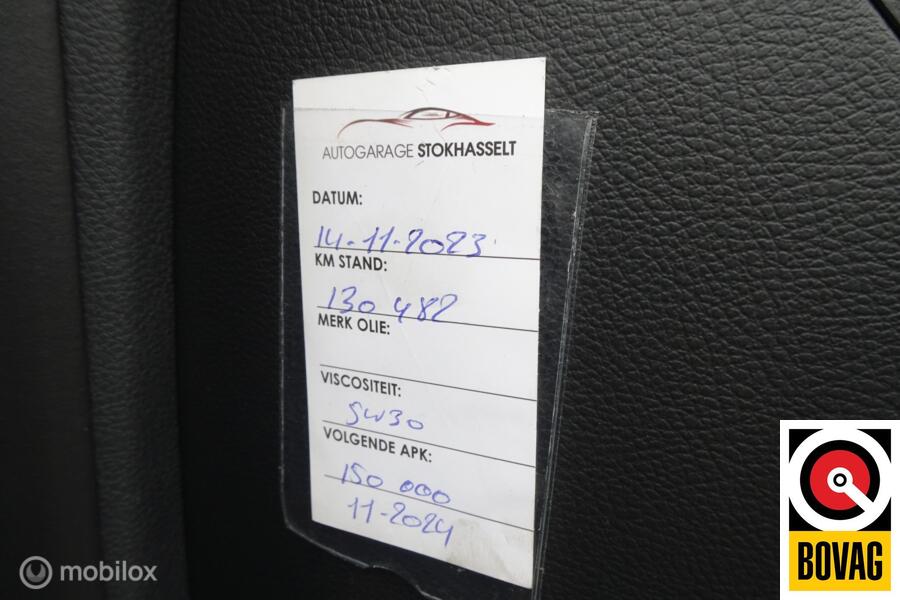 AUTOGARAGE STOKHASSELT
DATUM:
14-11-2023
KM STAND:
130 482
MERK OLIE:
VISCOSITEIT:
5W30
VOLGENDE APK:
150 000
11-2024
mobilox
BOVAG